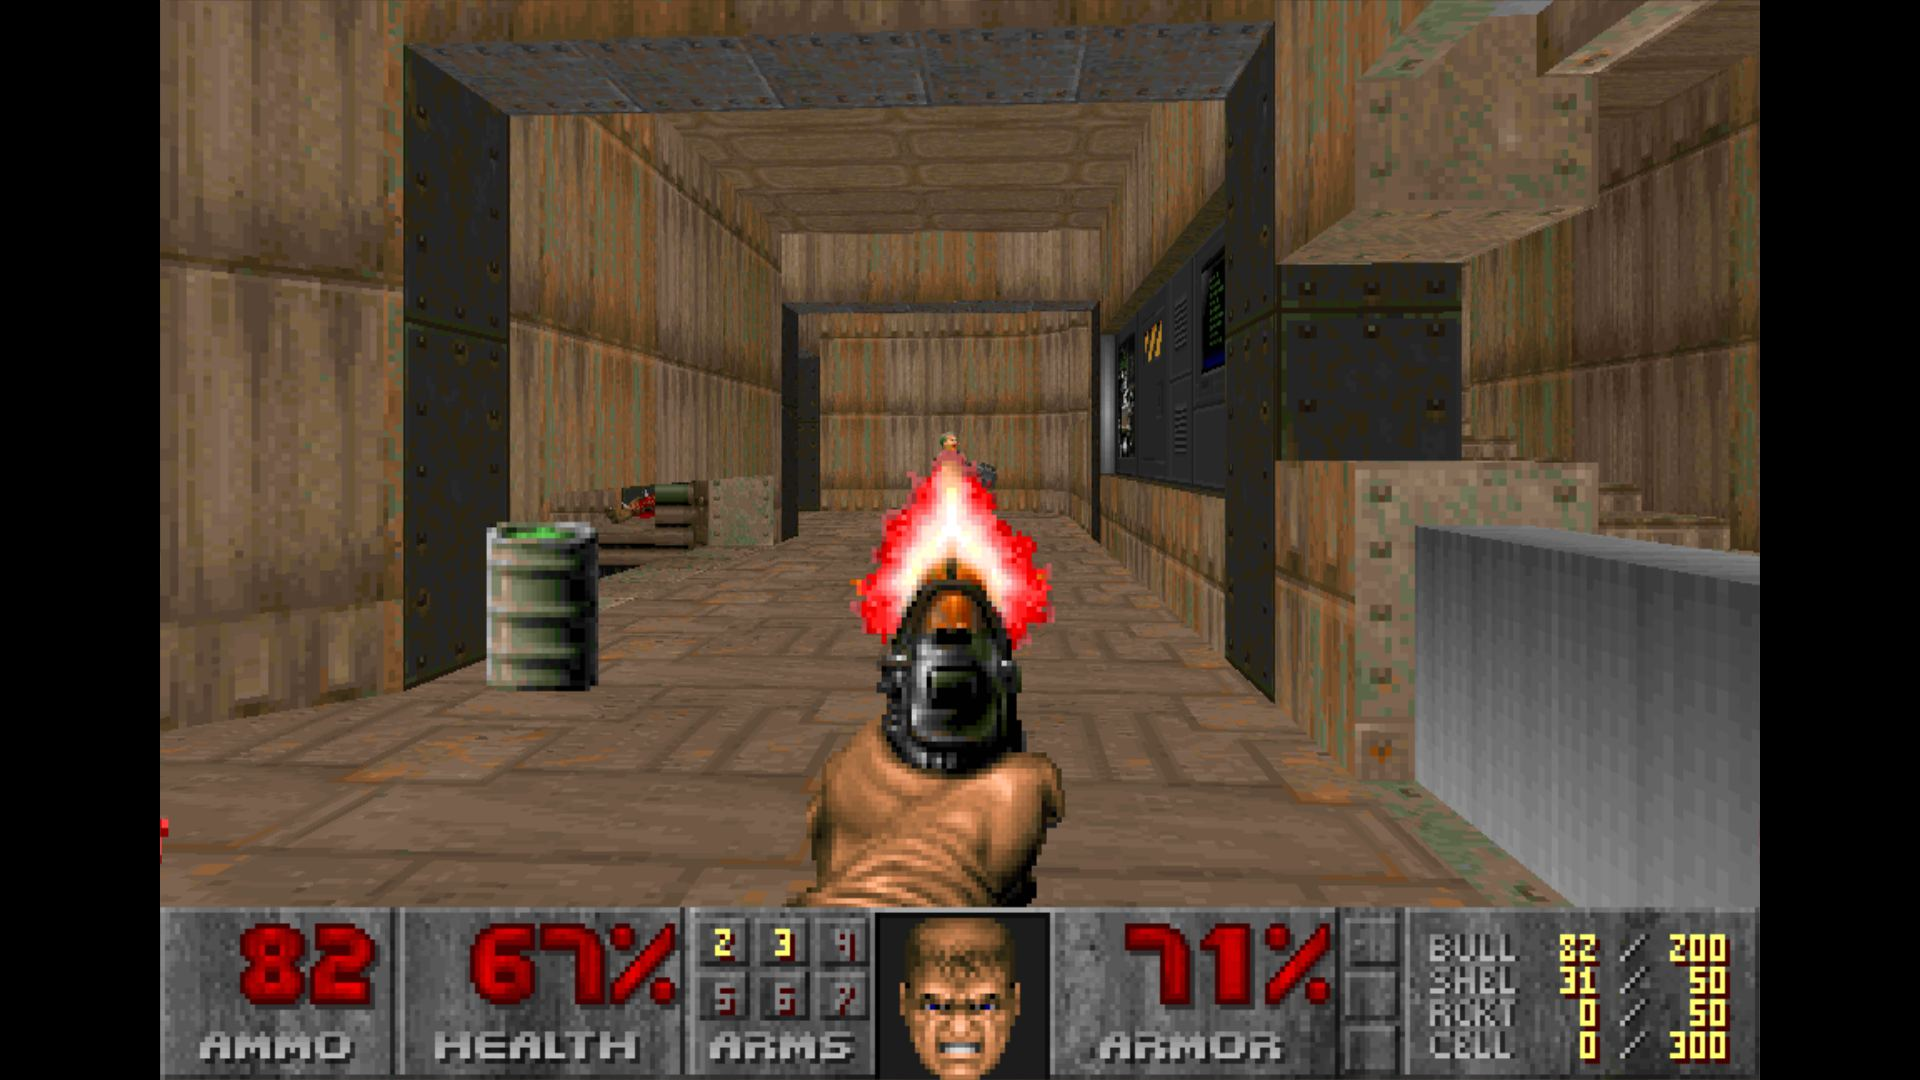 82 67% 2 3 4 71% BULL 82 / 200
5 6 7 SHEL 31 / 50
RCKT 0 / 50
AMMO HEALTH ARMS ARMOR CELL 0 / 300